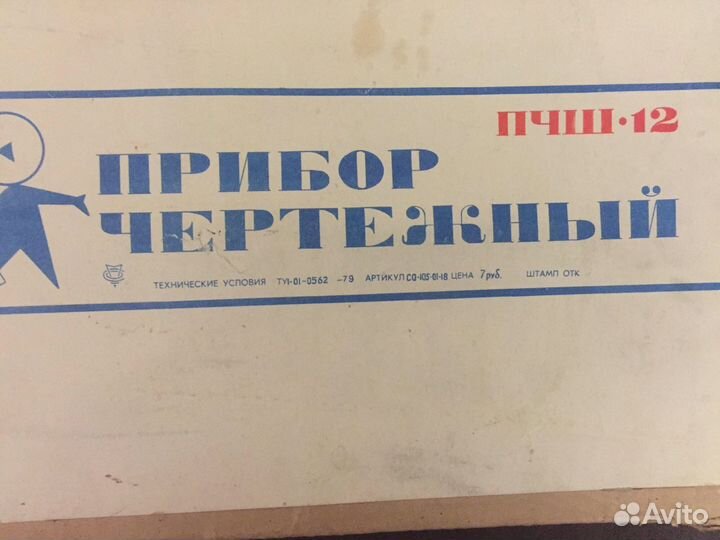 ПЧШ·12
ПРИБОР
ЧЕРТЕЖНЫЙ
ТЕХНИЧЕСКИЕ УСЛОВИЯ ТУ1-01-0562 -79 АРТИКУЛ СО-105-01-18 ЦЕНА 7 руб. ШТАМП ОТК
Avito